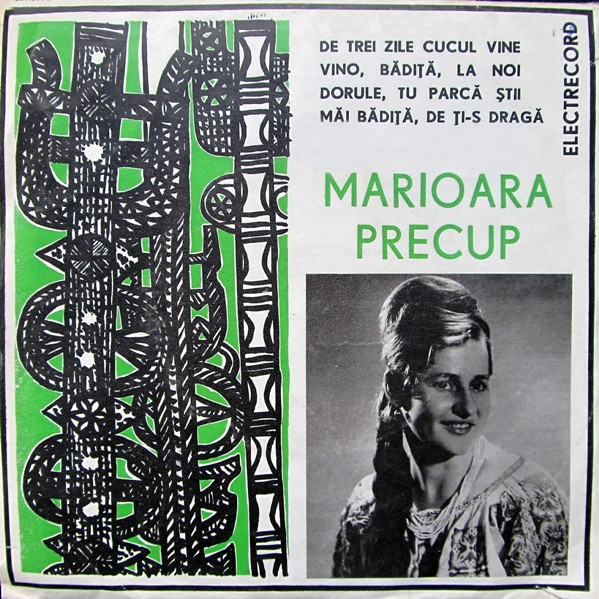 DE TREI ZILE CUCUL VINE
VINO, BĂDIŢĂ, LA NOI
DORULE, TU PARCĂ ŞTII
MĂI BĂDIŢĂ, DE ŢI-S DRAGĂ
ELECTRECORD
MARIOARA
PRECUP